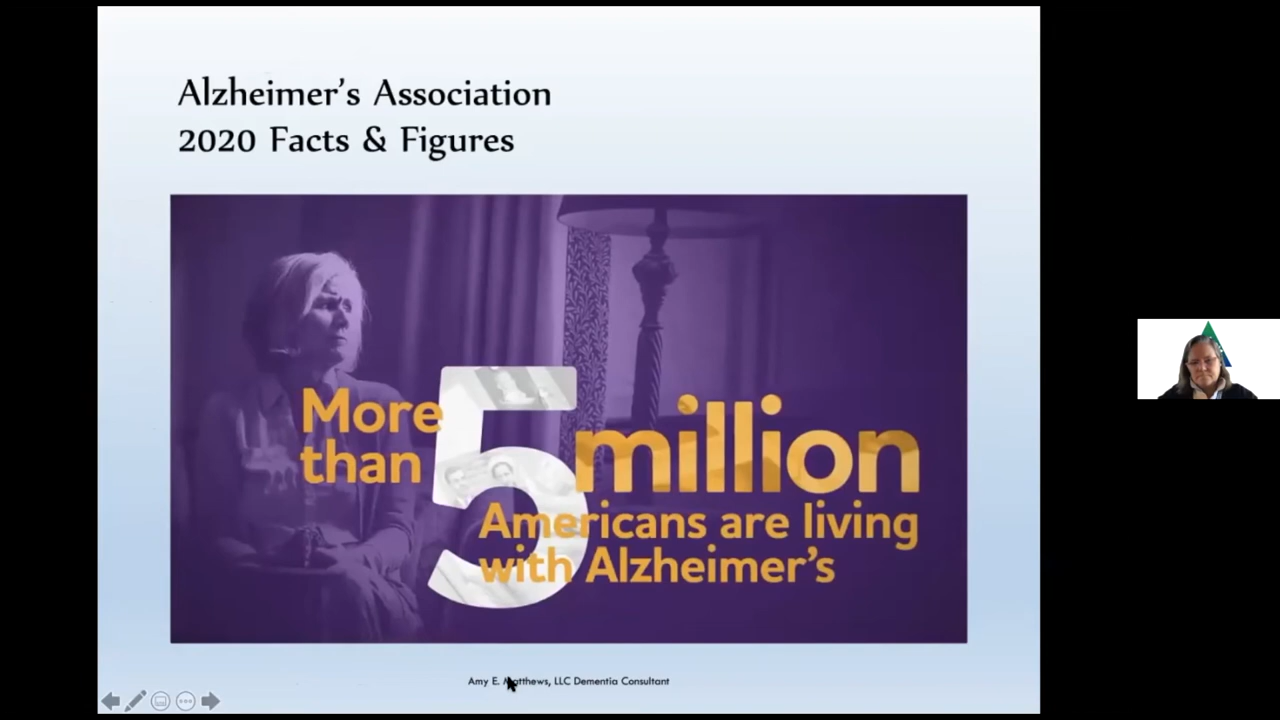 Alzheimer's Association
2020 Facts & Figures
More
than
5 million
Americans are living
with Alzheimer's
Amy E. Matthews, LLC Dementia Consultant